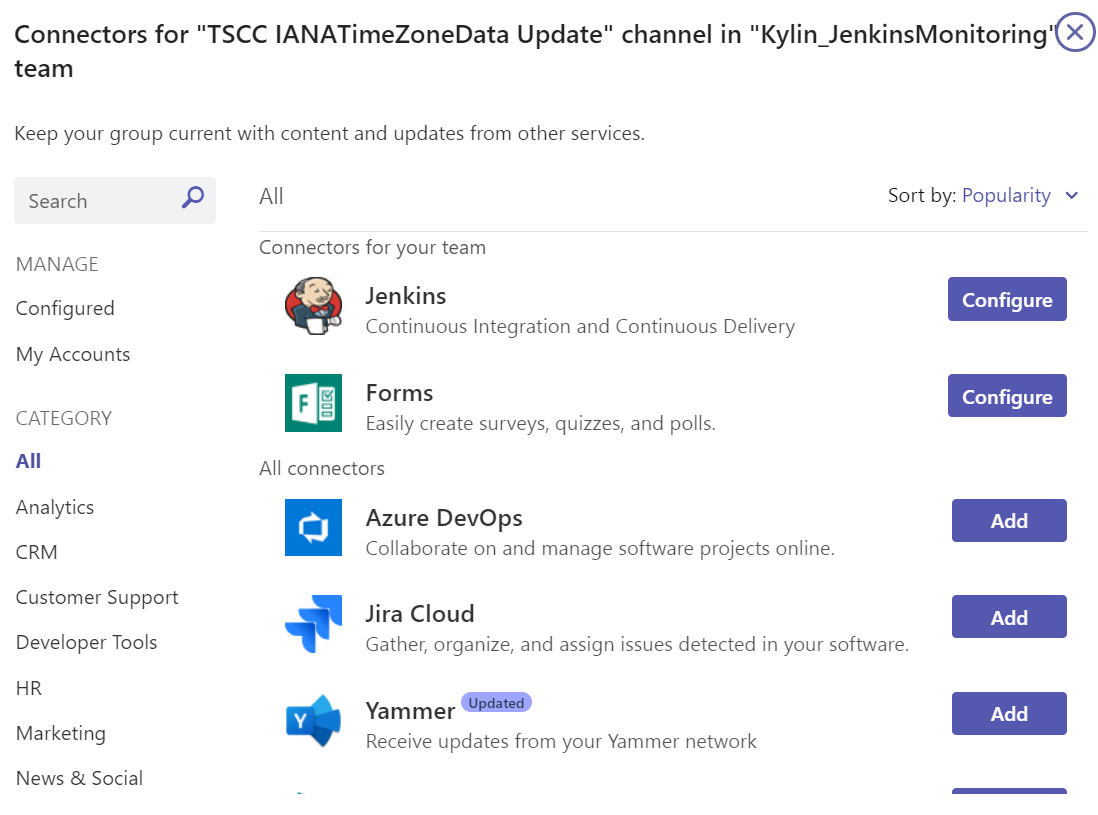 Connectors for "TSCC IANATimeZoneData Update" channel in "Kylin_JenkinsMonitoring"
team
Keep your group current with content and updates from other services.
Search
All
Sort by: Popularity
MANAGE
Configured
My Accounts
CATEGORY
All
Analytics
CRM
Customer Support
Developer Tools
HR
Marketing
News & Social
Connectors for your team
Jenkins
Continuous Integration and Continuous Delivery
Configure
F
Forms
Easily create surveys, quizzes, and polls.
Configure
All connectors
Azure DevOps
Collaborate on and manage software projects online.
Add
Jira Cloud
Gather, organize, and assign issues detected in your software.
Add
Y
Yammer Updated
Receive updates from your Yammer network
Add